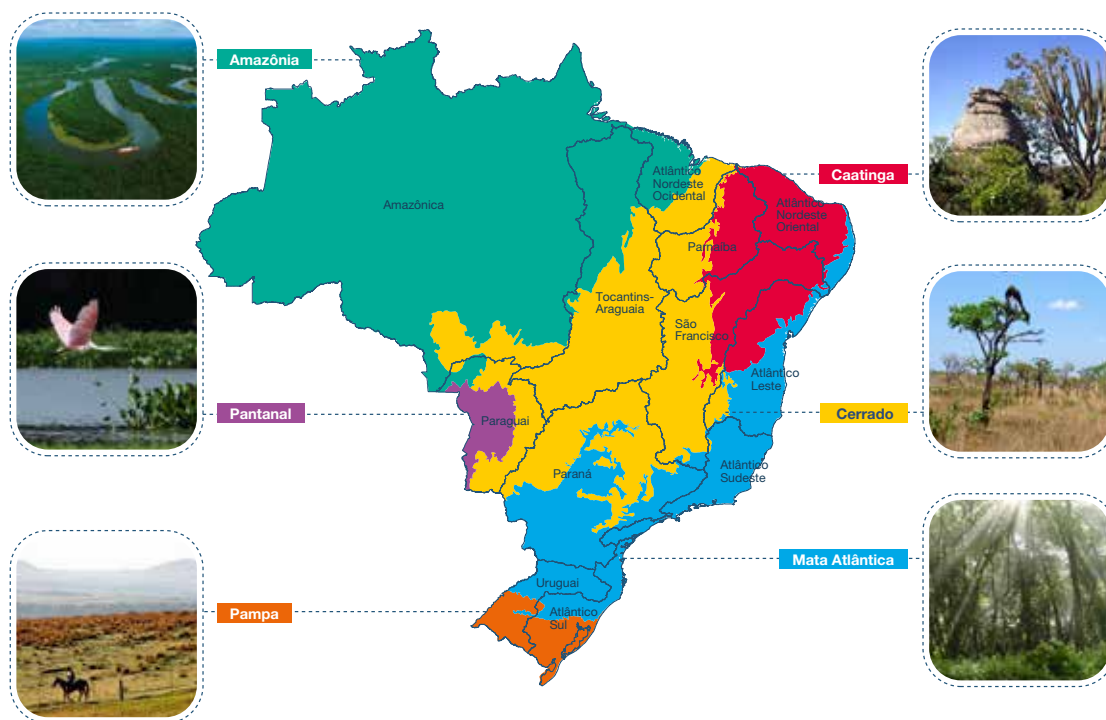 Amazônia
Caatinga
Atlântico
Nordeste
Ocidental
Amazônica
Atlântico
Nordeste
Oriental
Parnaíba
Tocantins-
Araguaia
São
Francisco
Atlântico
Leste
Pantanal
Paraguai
Cerrado
Paraná
Atlântico
Sudeste
Mata Atlântica
Uruguai
Pampa
Atlântico
Sul